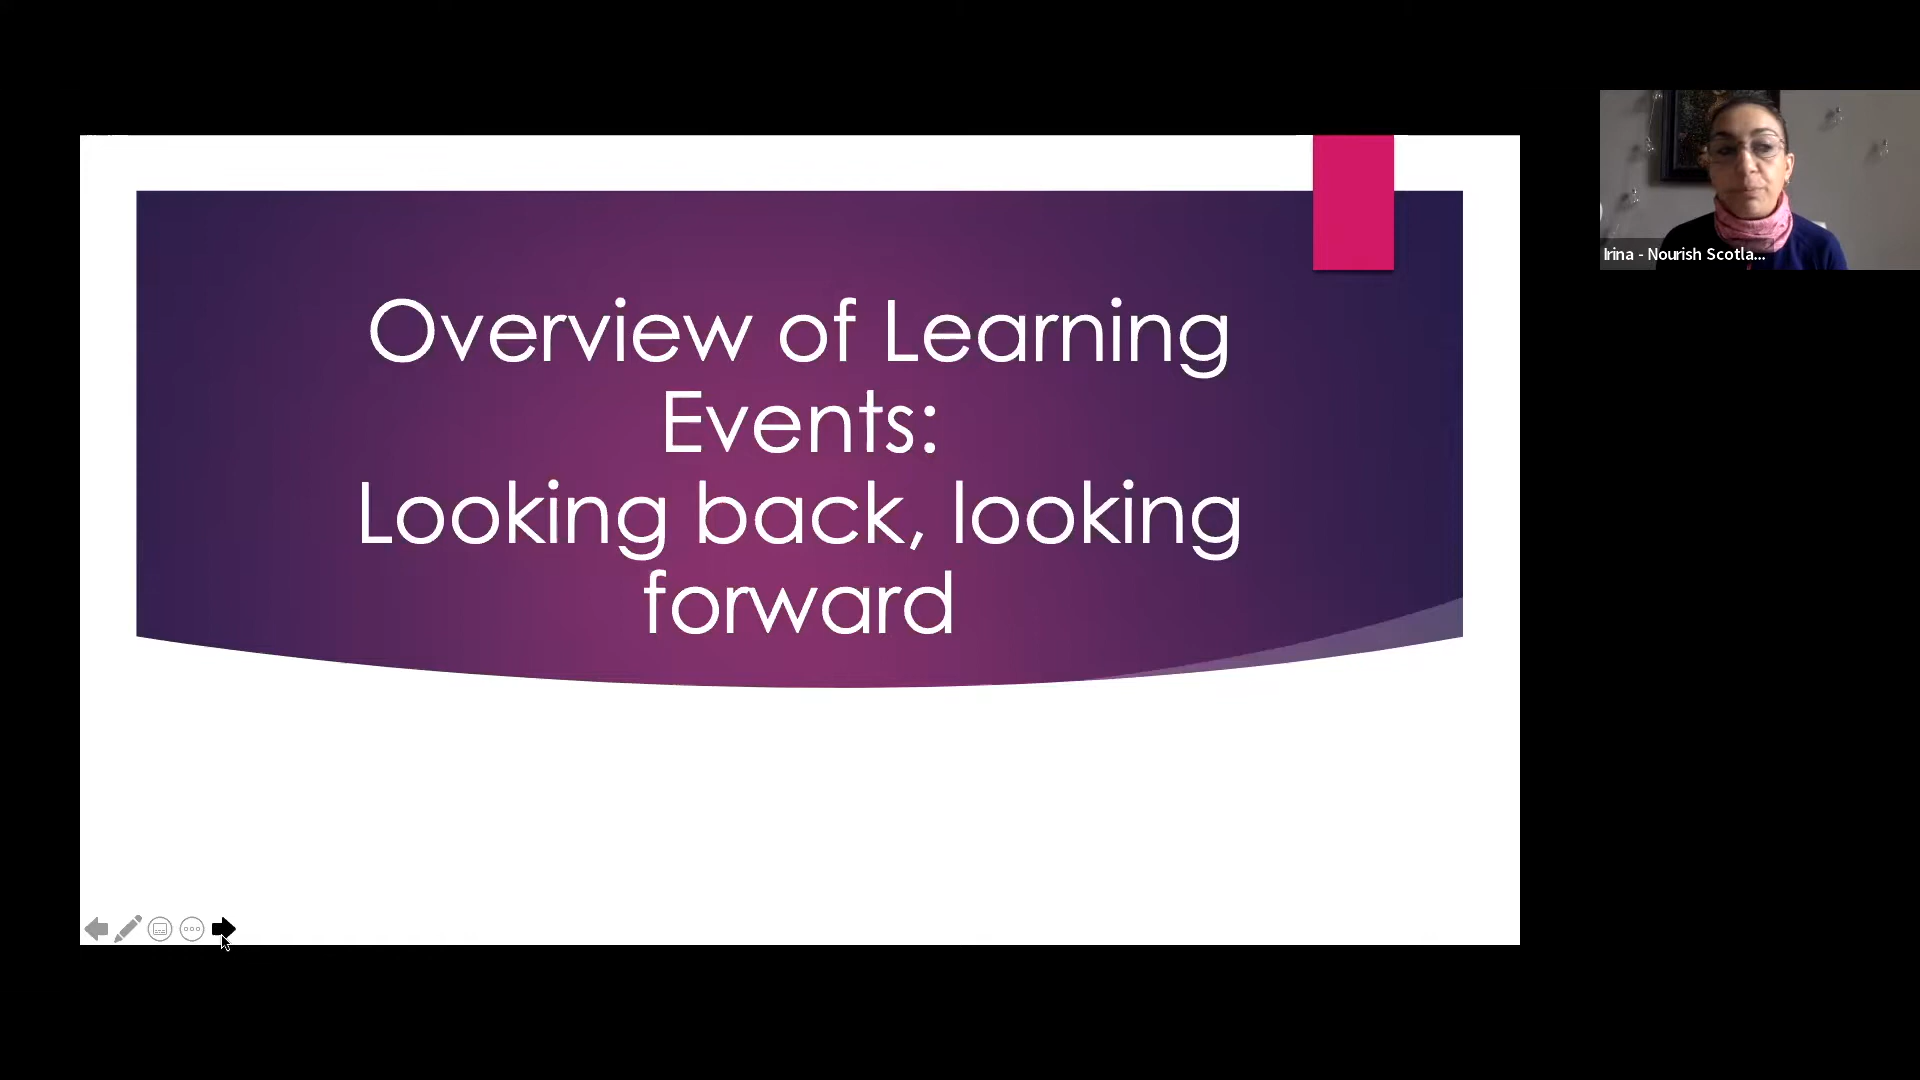 Overview of Learning
Events:
Looking back, looking
forward
Irina - Nourish Scotla...